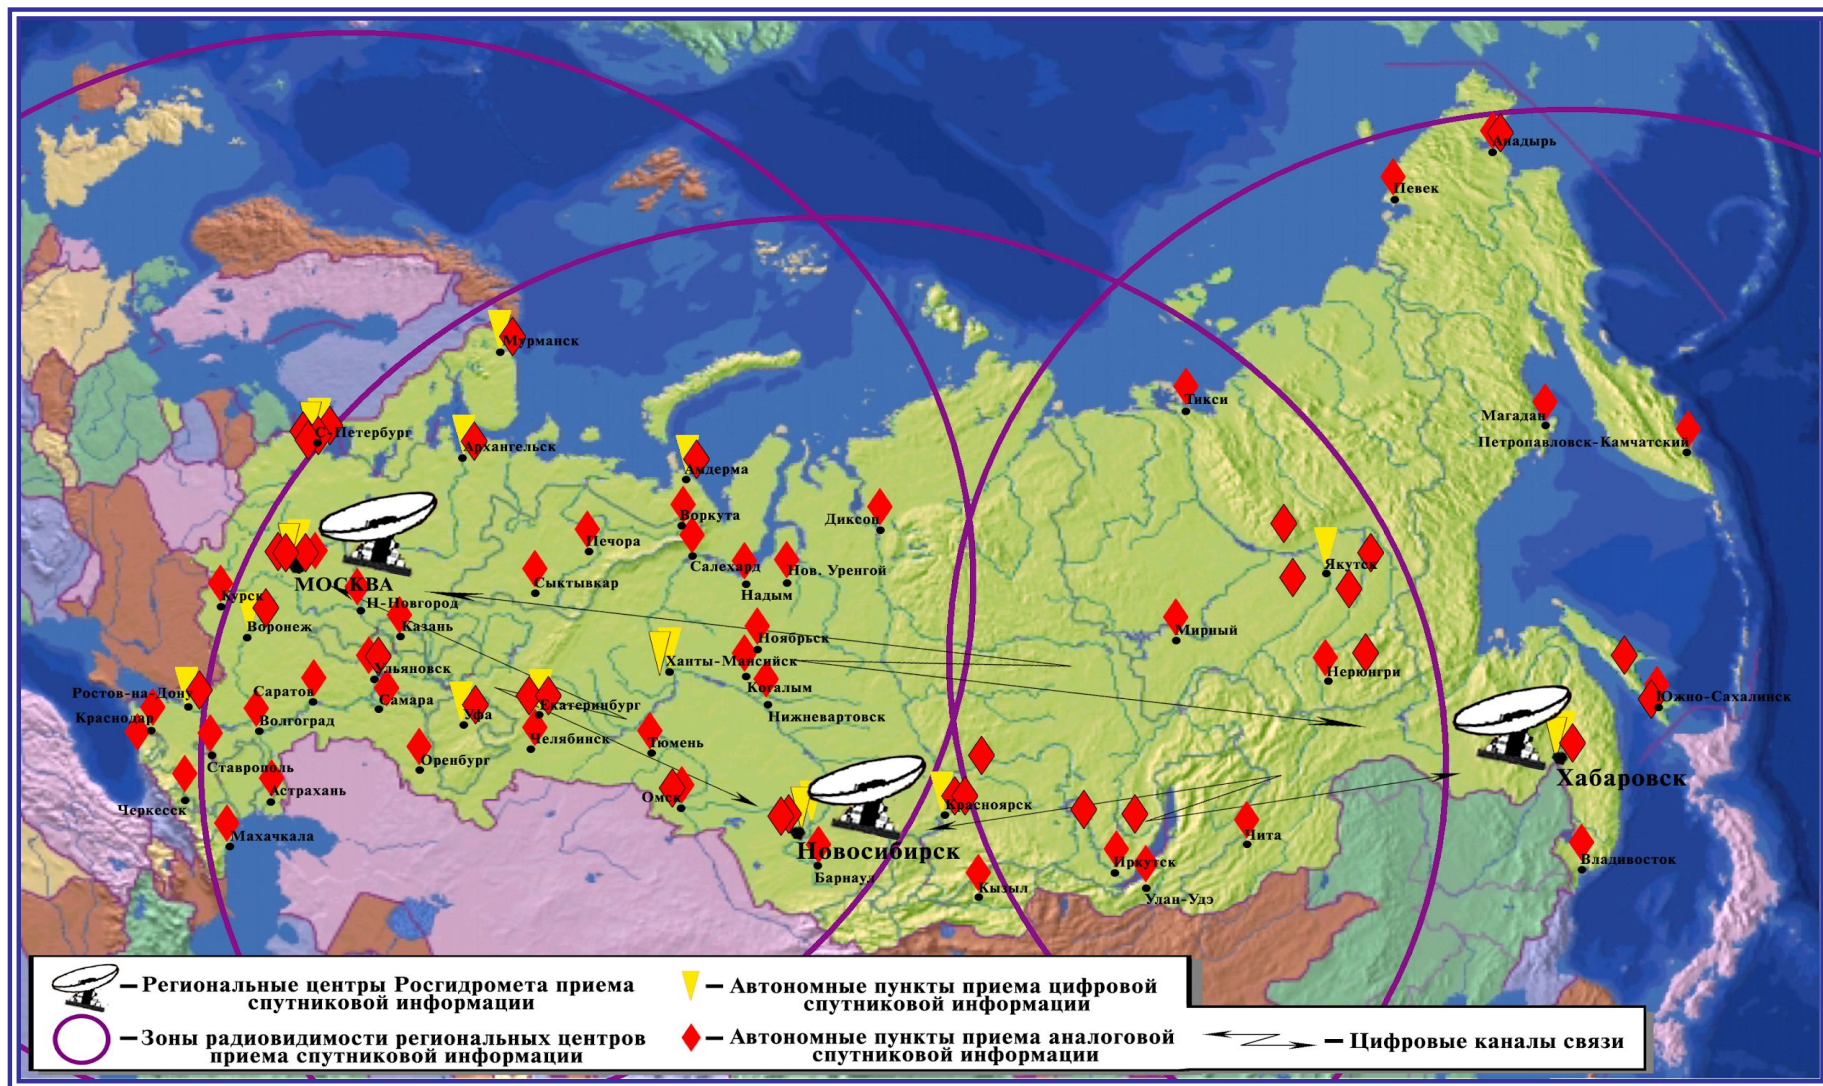 Анадырь
Певек
Мурманск
Тикси
Магадан
С-Петербург
Петропавловск-Камчатский
Архангельск
Амдерма
Воркута
Диксон
Печора
Якутск
Салехард
Нов. Уренгой
МОСКВА
Сыктывкар
Надым
Курск
Н-Новгород
Воронеж
Казань
Мирный
Ноябрьск
Ханты-Мансийск
Ульяновск
Нерюнгри
Когалым
Ростов-на-Дону
Саратов
Самара
Южно-Сахалинск
Краснодар
Волгоград
Уфа
Екатеринбург
Нижневартовск
Челябинск
Тюмень
Ставрополь
Оренбург
Хабаровск
Астрахань
Омск
Черкесск
Красноярск
Махачкала
Чита
Новосибирск
Иркутск
Владивосток
Барнаул
Кызыл
Улан-Удэ
– Региональные центры Росгидромета приема
спутниковой информации
– Зоны радиовидимости региональных центров
приема спутниковой информации
– Автономные пункты приема цифровой
спутниковой информации
– Автономные пункты приема аналоговой
спутниковой информации
– Цифровые каналы связи